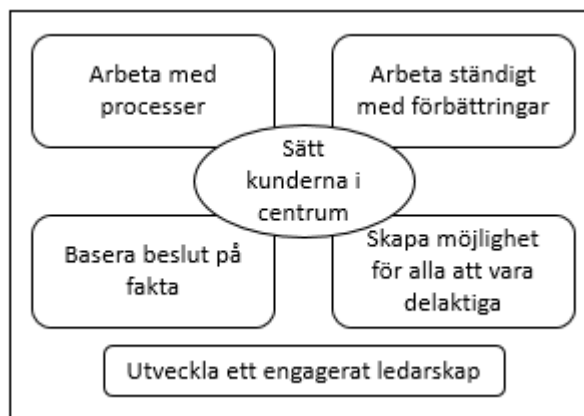 Arbeta med
processer
Arbeta ständigt
med förbättringar
Sätt
kunderna i
centrum
Basera beslut på
fakta
Skapa möjlighet
för alla att vara
delaktiga
Utveckla ett engagerat ledarskap